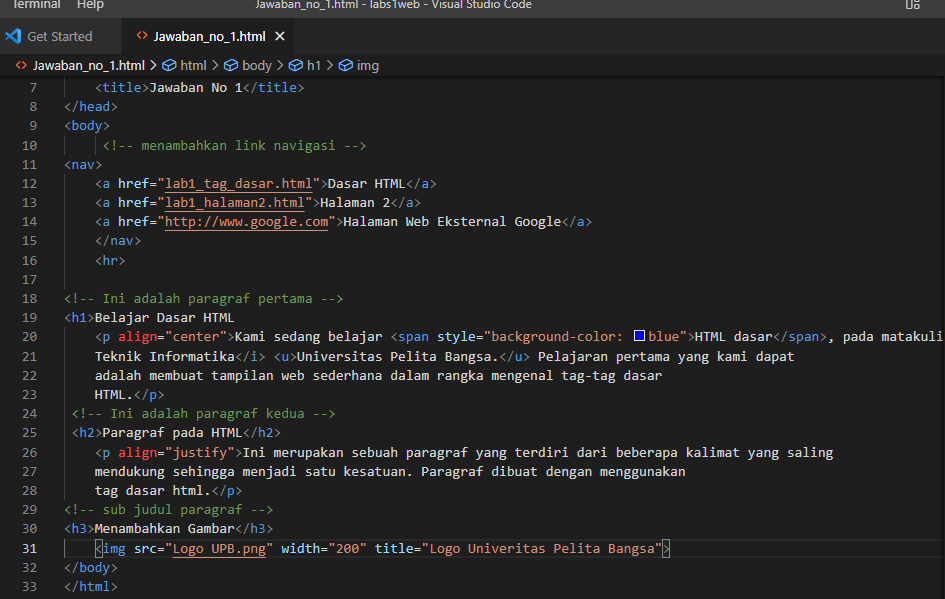 Terminal Help Jawaban_no_1.html - labs1web - Visual Studio Code
Get Started Jawaban_no_1.html
Jawaban_no_1.html > html > body > h1 > img
7 <title>Jawaban No 1</title>
8 </head>
9 <body>
10 <!-- menambahkan link navigasi -->
11 <nav>
12 <a href="lab1_tag_dasar.html">Dasar HTML</a>
13 <a href="lab1_halaman2.html">Halaman 2</a>
14 <a href="http://www.google.com">Halaman Web Eksternal Google</a>
15 </nav>
16 <hr>
17
18 <!-- Ini adalah paragraf pertama -->
19 <h1>Belajar Dasar HTML
20 <p align="center">Kami sedang belajar <span style="background-color: blue">HTML dasar</span>, pada matakuli
21 Teknik Informatika</i> <u>Universitas Pelita Bangsa.</u> Pelajaran pertama yang kami dapat
22 adalah membuat tampilan web sederhana dalam rangka mengenal tag-tag dasar
23 HTML.</p>
24 <!-- Ini adalah paragraf kedua -->
25 <h2>Paragraf pada HTML</h2>
26 <p align="justify">Ini merupakan sebuah paragraf yang terdiri dari beberapa kalimat yang saling
27 mendukung sehingga menjadi satu kesatuan. Paragraf dibuat dengan menggunakan
28 tag dasar html.</p>
29 <!-- sub judul paragraf -->
30 <h3>Menambahkan Gambar</h3>
31 <img src="Logo UPB.png" width="200" title="Logo Univeritas Pelita Bangsa">
32 </body>
33 </html>